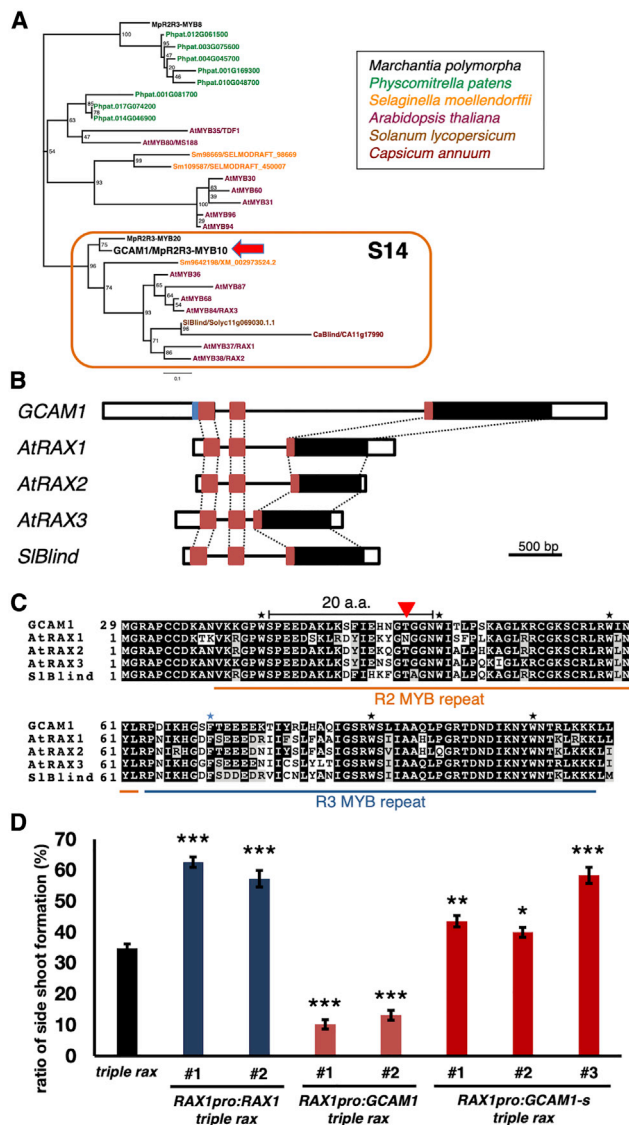 A
MpR2R3-MYB8
Phpat.012G061500
Phpat.003G075500
Phpat.004G045700
Phpat.001G169300
Phpat.010G048700
Phpat.001G081700
Phpat.017G074200
Phpat.014G046900
AtMYB35/TDF1
AtMYB80/MS188
Sm98669/SELMODRAFT_98669
Sm109587/SELMODRAFT_450007
AtMYB30
AtMYB60
AtMYB31
AtMYB96
AtMYB94
MpR2R3-MYB20
GCAM1/MpR2R3-MYB10
Sm9642198/XM_002973524.2
AtMYB36
AtMYB87
AtMYB68
AtMYB84/RAX3
SlBlind/Solyc11g069030.1.1
CaBlind/CA11g17990
AtMYB37/RAX1
AtMYB38/RAX2
0.1
S14
Marchantia polymorpha
Physcomitrella patens
Selaginella moellendorffii
Arabidopsis thaliana
Solanum lycopersicum
Capsicum annuum
B
GCAM1
AtRAX1
AtRAX2
AtRAX3
SlBlind
500 bp
C
20 a.a.
GCAM1 29 MGRAPCCDKANVKKGPWSPEEDAKLKSFIEHNGTGGNWITLPSKAGLKRCGKSCRLRWIN
AtRAX1 1 MGRAPCCDKTKVKRGPWSPEEDSKLRDYIEKYGNGGNWISFPLKAGLRRCGKSCRLRWLN
AtRAX2 1 MGRAPCCDKANVKRGPWSPEEDAKLKDYIEKQGTGGNWIALPHKAGLRRCGKSCRLRWLN
AtRAX3 1 MGRAPCCDKANVKKGPWSPEEDAKLKSYIENSGTGGNWIALPQKIGLKRCGKSCRLRWLN
SlBlind 1 MGRAPCCDKANVKRGPWSPEEDAKLKDFIHKFGTAGNWIALPQKAGLRRCGKSCRLRWLN
R2 MYB repeat
GCAM1 61 YLRPDIKHGSFTEEEEKTIYRLHAQIGSRWSLIAAQLPGRTDNDIKNYWNTRLKKKLL
AtRAX1 61 YLRPNIKHGDFSEEEDRIIFSLFAAIGSRWSIIAAHLPGRTDNDIKNYWNTKLRKKLL
AtRAX2 61 YLRPNIRHGDFTEEEDNIIYSLFASIGSRWSVIAAHLQGRTDNDIKNYWNTKLKKKLI
AtRAX3 61 YLRPNIKHGGFSEEEENIICSLYLTIGSRWSIIAAQLPGRTDNDIKNYWNTRLKKKLL
SlBlind 61 YLRPNIKHGDFSDDEDRVICNLYANIGSRWSIIAAQLPGRTDNDIKNYWNTKLKKKLM
R3 MYB repeat
D
ratio of side shoot formation (%)
70
60
50
40
30
20
10
0
*** *** *** *** ** * ***
triple rax
#1 #2 #1 #2 #1 #2 #3
RAX1pro:RAX1 RAX1pro:GCAM1 RAX1pro:GCAM1-s
triple rax triple rax triple rax